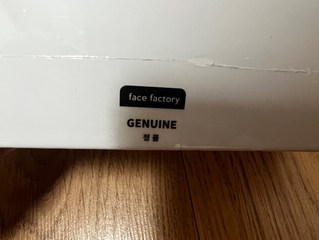 face factory
GENUINE
정품